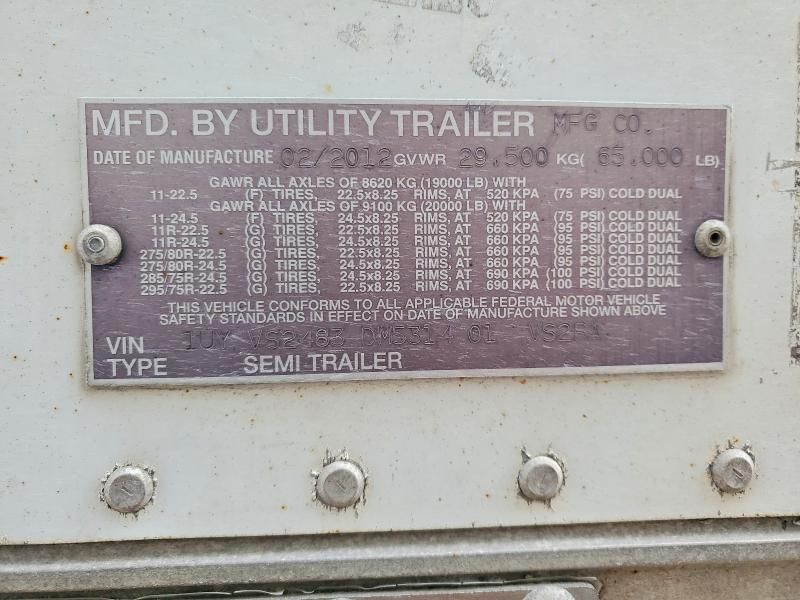 MFD. BY UTILITY TRAILER MFG CO.
DATE OF MANUFACTURE 02/2012 GVWR 29.500 KG( 65.000 LB)
GAWR ALL AXLES OF 8620 KG (19000 LB) WITH
11-22.5 (F) TIRES, 22.5x8.25 RIMS, AT 520 KPA (75 PSI) COLD DUAL
GAWR ALL AXLES OF 9100 KG (20000 LB) WITH
11-24.5 (F) TIRES, 24.5x8.25 RIMS, AT 520 KPA (75 PSI) COLD DUAL
11R-22.5 (G) TIRES, 22.5x8.25 RIMS, AT 660 KPA (95 PSI) COLD DUAL
11R-24.5 (G) TIRES, 24.5x8.25 RIMS, AT 660 KPA (95 PSI) COLD DUAL
275/80R-22.5 (G) TIRES, 22.5x8.25 RIMS, AT 660 KPA (95 PSI) COLD DUAL
275/80R-24.5 (G) TIRES, 24.5x8.25 RIMS, AT 660 KPA (95 PSI) COLD DUAL
285/75R-24.5 (G) TIRES, 24.5x8.25 RIMS, AT 690 KPA (100 PSI) COLD DUAL
295/75R-22.5 (G) TIRES, 22.5x8.25 RIMS, AT 690 KPA (100 PSI) COLD DUAL
THIS VEHICLE CONFORMS TO ALL APPLICABLE FEDERAL MOTOR VEHICLE
SAFETY STANDARDS IN EFFECT ON DATE OF MANUFACTURE SHOWN ABOVE
VIN 1UY VS2483 DM5314 01 VS2RA
TYPE SEMI TRAILER